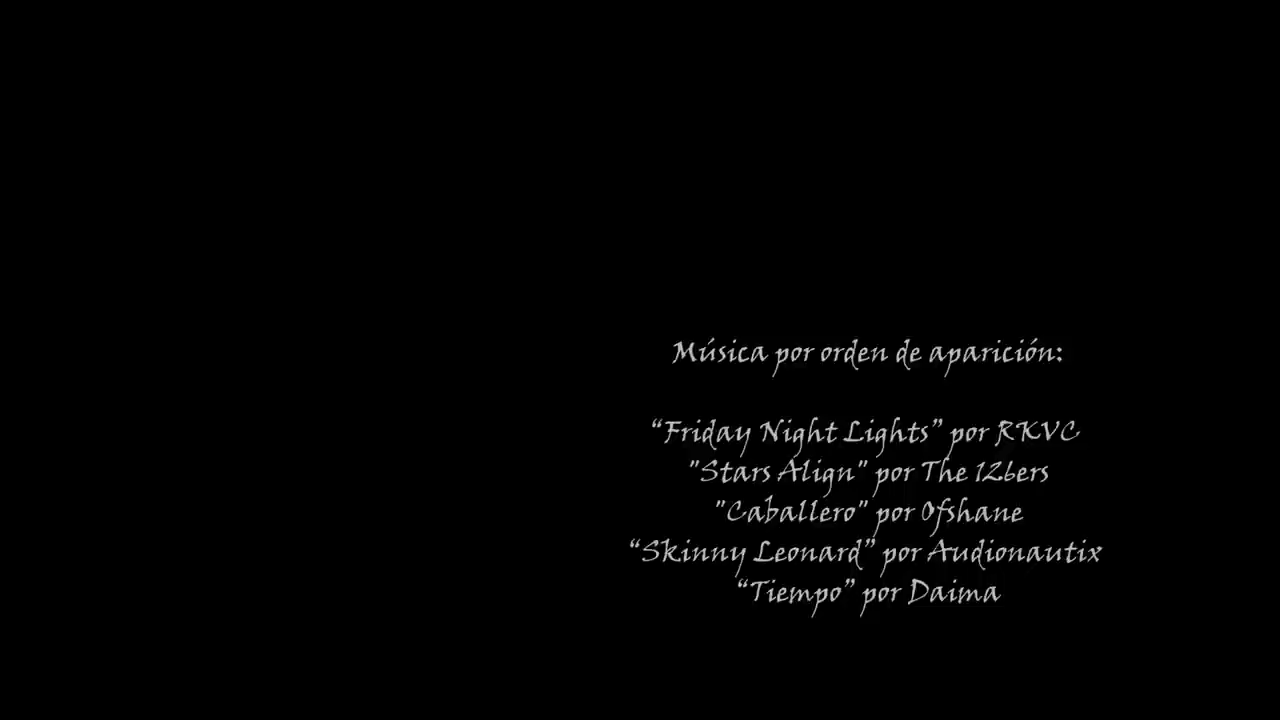 Música por orden de aparición:
“Friday Night Lights” por RKVC
"Stars Align" por The 126ers
"Caballero" por Ofshane
“Skinny Leonard” por Audionautix
“Tiempo” por Daima